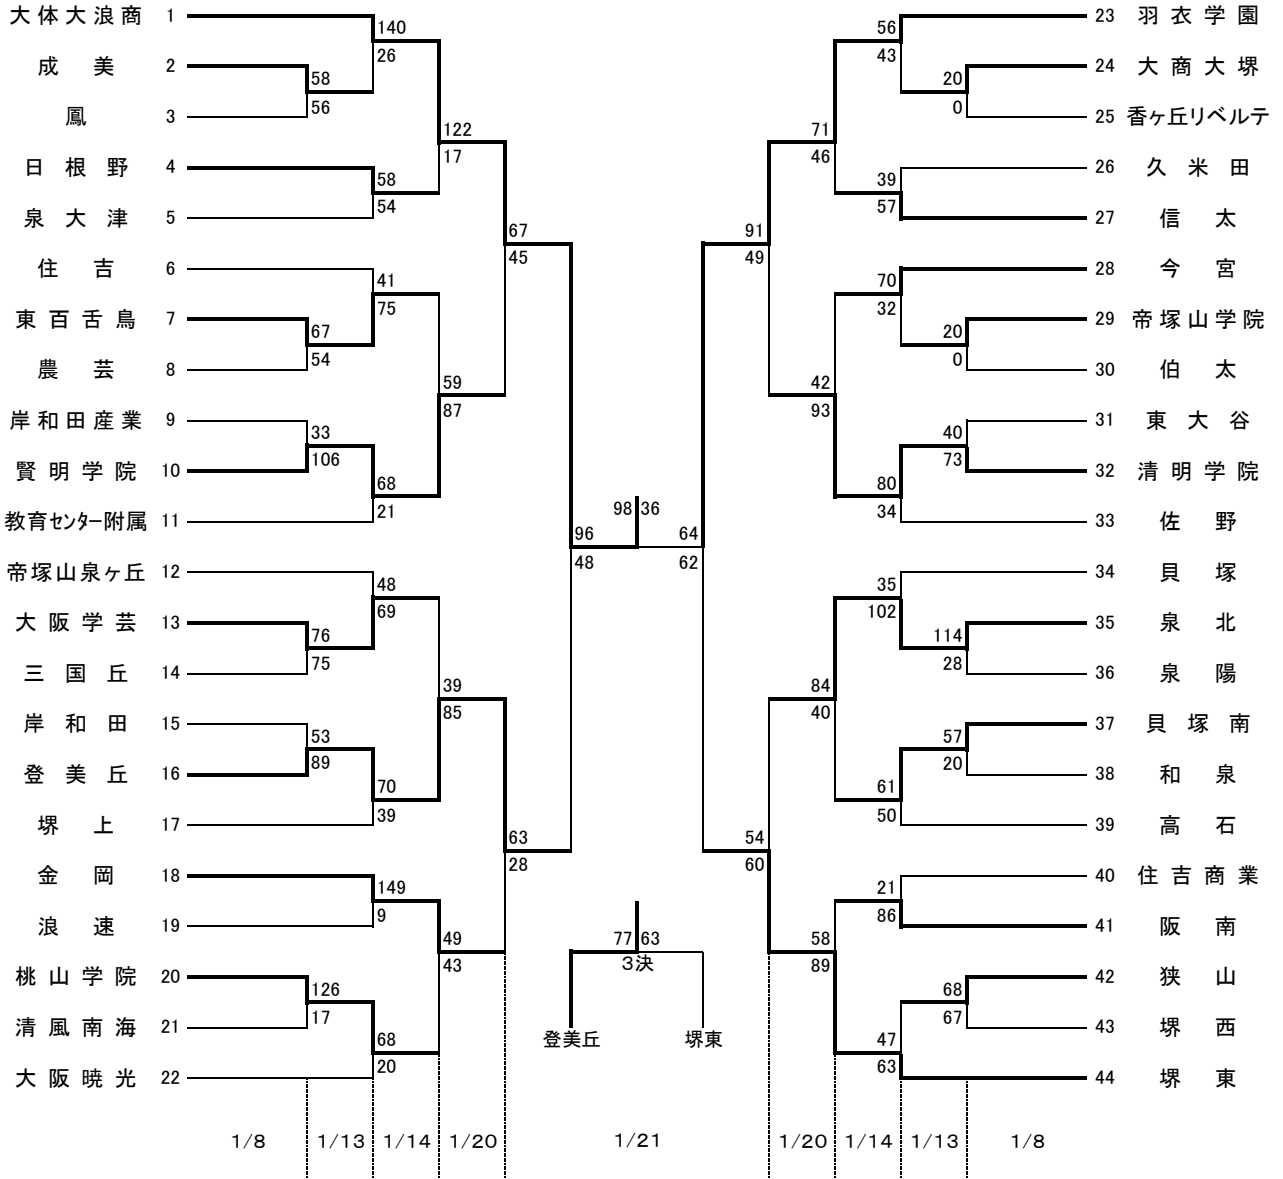 大体大浪商 1
成美 2
鳳 3
日根野 4
泉大津 5
住吉 6
東百舌鳥 7
農芸 8
岸和田産業 9
賢明学院 10
教育センター附属 11
帝塚山泉ヶ丘 12
大阪学芸 13
三国丘 14
岸和田 15
登美丘 16
堺上 17
金岡 18
浪速 19
桃山学院 20
清風南海 21
大阪暁光 22
58
56
67
54
33
106
76
75
53
89
126
17
140
26
58
54
41
75
68
21
48
69
70
39
149
9
68
20
122
17
59
87
39
85
49
43
67
45
63
28
96
48
98 36
64
62
77 63
3決
登美丘 堺東
91
49
54
60
71
46
42
93
84
40
58
89
56
43
39
57
70
32
80
34
35
102
61
50
21
86
47
63
20
0
20
0
40
73
114
28
57
20
68
67
23 羽衣学園
24 大商大堺
25 香ヶ丘リベルテ
26 久米田
27 信太
28 今宮
29 帝塚山学院
30 伯太
31 東大谷
32 清明学院
33 佐野
34 貝塚
35 泉北
36 泉陽
37 貝塚南
38 和泉
39 高石
40 住吉商業
41 阪南
42 狭山
43 堺西
44 堺東
1/8 1/13 1/14 1/20 1/21 1/20 1/14 1/13 1/8